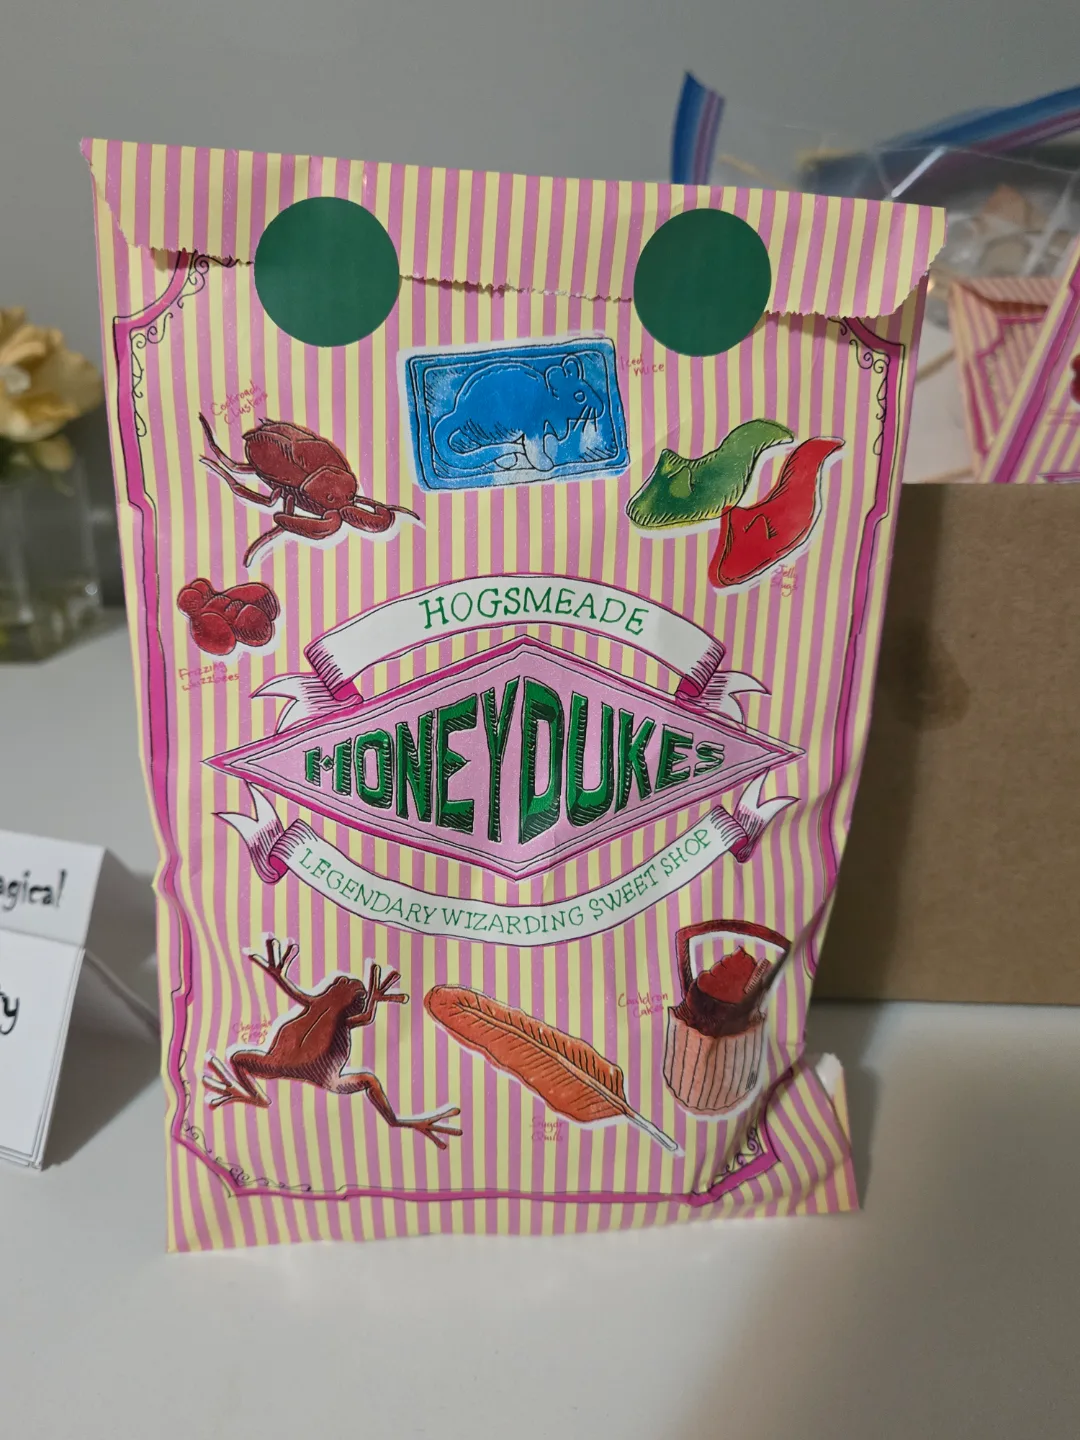 Iced
mice
Cockroach
Clusters
Jelly
Slugs
HOGSMEADE
Fizzing
whizzbees
HONEYDUKES
LEGENDARY WIZARDING SWEET SHOP
agical
ty
Cauldron
Cakes
Chocolate
Frogs
Sugar
Quills